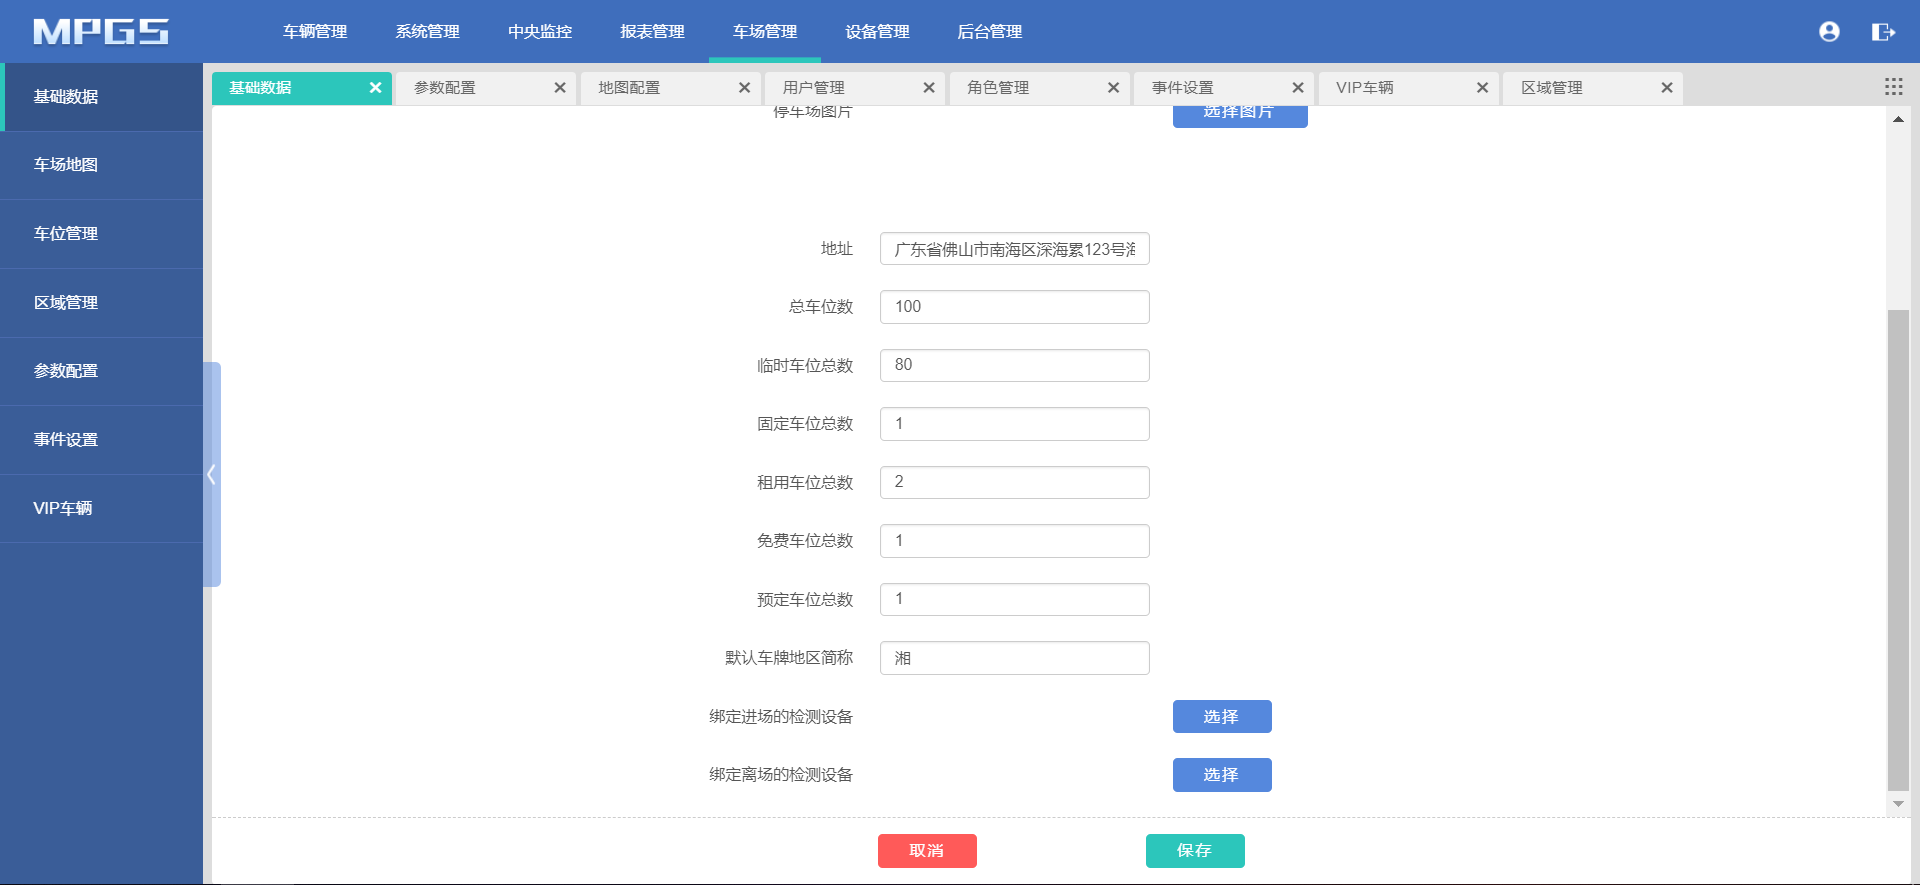 MPGS
车辆管理
系统管理
中央监控
报表管理
车场管理
设备管理
后台管理
基础数据
车场地图
车位管理
区域管理
参数配置
事件设置
VIP车辆
基础数据
参数配置
地图配置
用户管理
角色管理
事件设置
VIP车辆
区域管理
停车场图片
选择图片
地址
广东省佛山市南海区深海累123号海
总车位数
100
临时车位总数
80
固定车位总数
1
租用车位总数
2
免费车位总数
1
预定车位总数
1
默认车牌地区简称
湘
绑定进场的检测设备
选择
绑定离场的检测设备
选择
取消
保存